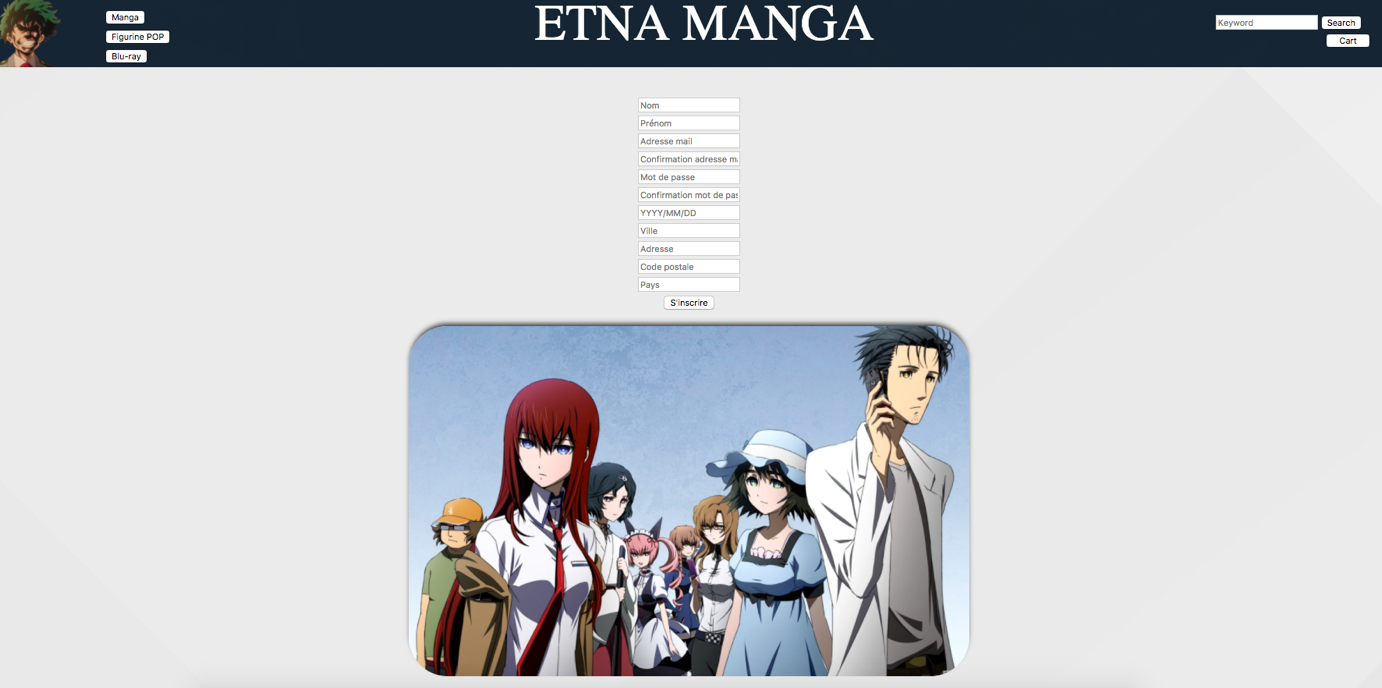 Manga
Figurine POP
Blu-ray
ETNA MANGA
Keyword
Search
Cart
Nom
Prénom
Adresse mail
Confirmation adresse m
Mot de passe
Confirmation mot de pas
YYYY/MM/DD
Ville
Adresse
Code postale
Pays
S'inscrire